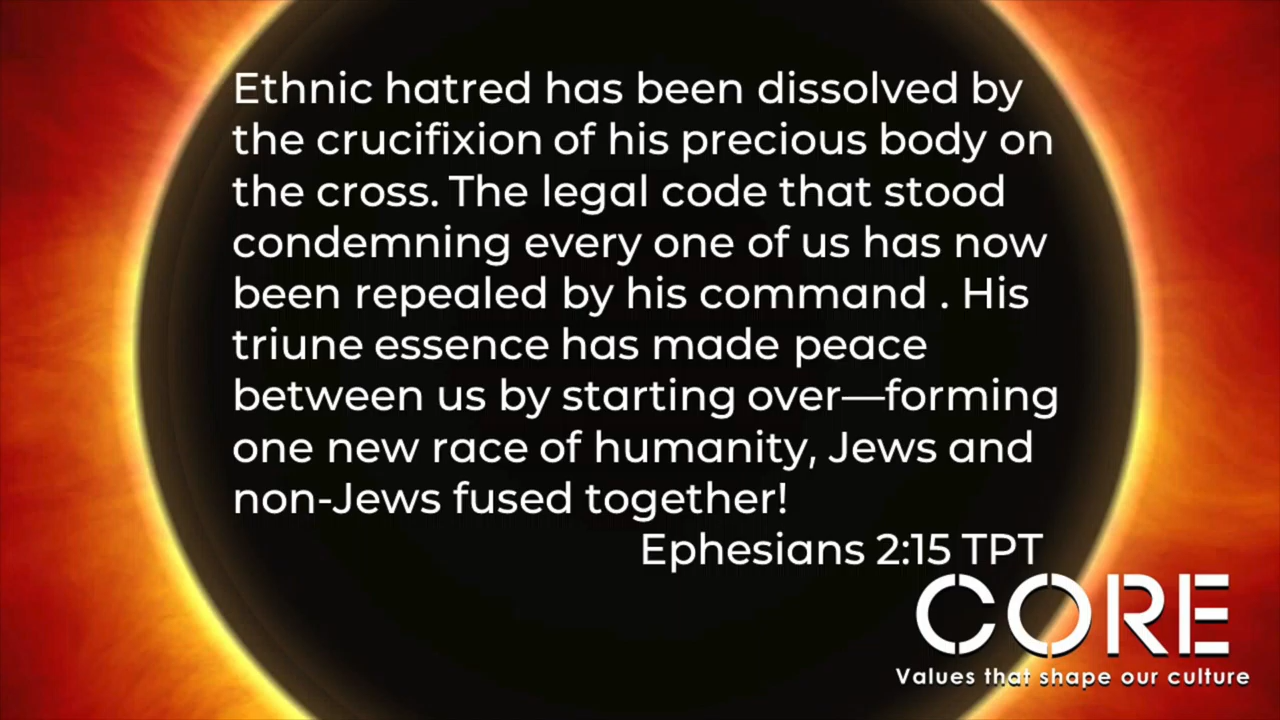 Ethnic hatred has been dissolved by
the crucifixion of his precious body on
the cross. The legal code that stood
condemning every one of us has now
been repealed by his command . His
triune essence has made peace
between us by starting over—forming
one new race of humanity, Jews and
non-Jews fused together!
Ephesians 2:15 TPT
CORE
Values that shape our culture